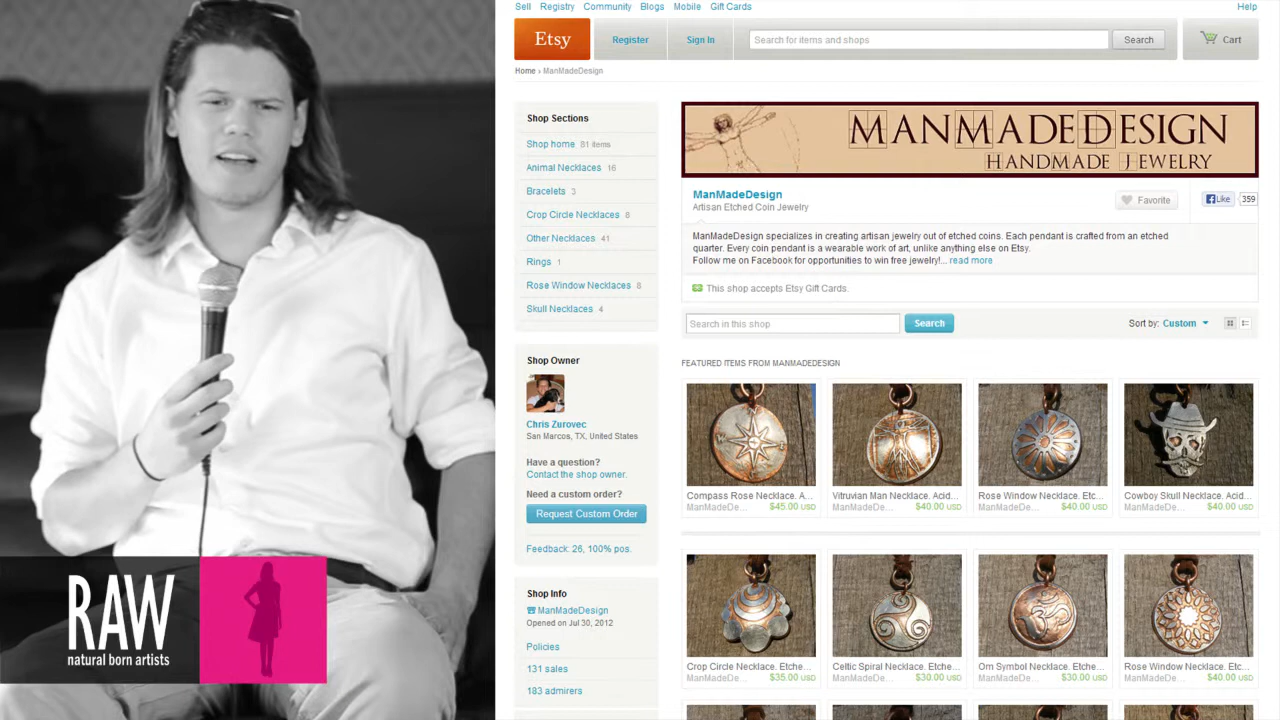 Sell Registry Community Blogs Mobile Gift Cards Help
Etsy Register Sign In Search for items and shops Search Cart
Home › ManMadeDesign
MANMADEDESIGN
HANDMADE JEWELRY
Shop Sections
Shop home 81 items
Animal Necklaces 16
Bracelets 3
Crop Circle Necklaces 8
Other Necklaces 41
Rings 1
Rose Window Necklaces 8
Skull Necklaces 4
ManMadeDesign
Artisan Etched Coin Jewelry
Favorite
Like 359
ManMadeDesign specializes in creating artisan jewelry out of etched coins. Each pendant is crafted from an etched
quarter. Every coin pendant is a wearable work of art, unlike anything else on Etsy.
Follow me on Facebook for opportunities to win free jewelry!... read more
This shop accepts Etsy Gift Cards.
Search in this shop Search Sort by: Custom
Shop Owner
Chris Zurovec
San Marcos, TX, United States
Have a question?
Contact the shop owner.
Need a custom order?
Request Custom Order
Feedback: 26, 100% pos.
Shop Info
ManMadeDesign
Opened on Jul 30, 2012
Policies
131 sales
183 admirers
FEATURED ITEMS FROM MANMADEDESIGN
Compass Rose Necklace. A... Vitruvian Man Necklace. Acid... Rose Window Necklace. Etc... Cowboy Skull Necklace. Acid...
ManMadeDe... $45.00 USD ManMadeDe... $40.00 USD ManMadeDe... $40.00 USD ManMadeDe... $40.00 USD
Crop Circle Necklace. Etche... Celtic Spiral Necklace. Etche... Om Symbol Necklace. Etche... Rose Window Necklace. Etc...
ManMadeDe... $35.00 USD ManMadeDe... $30.00 USD ManMadeDe... $30.00 USD ManMadeDe... $40.00 USD
RAW
natural born artists